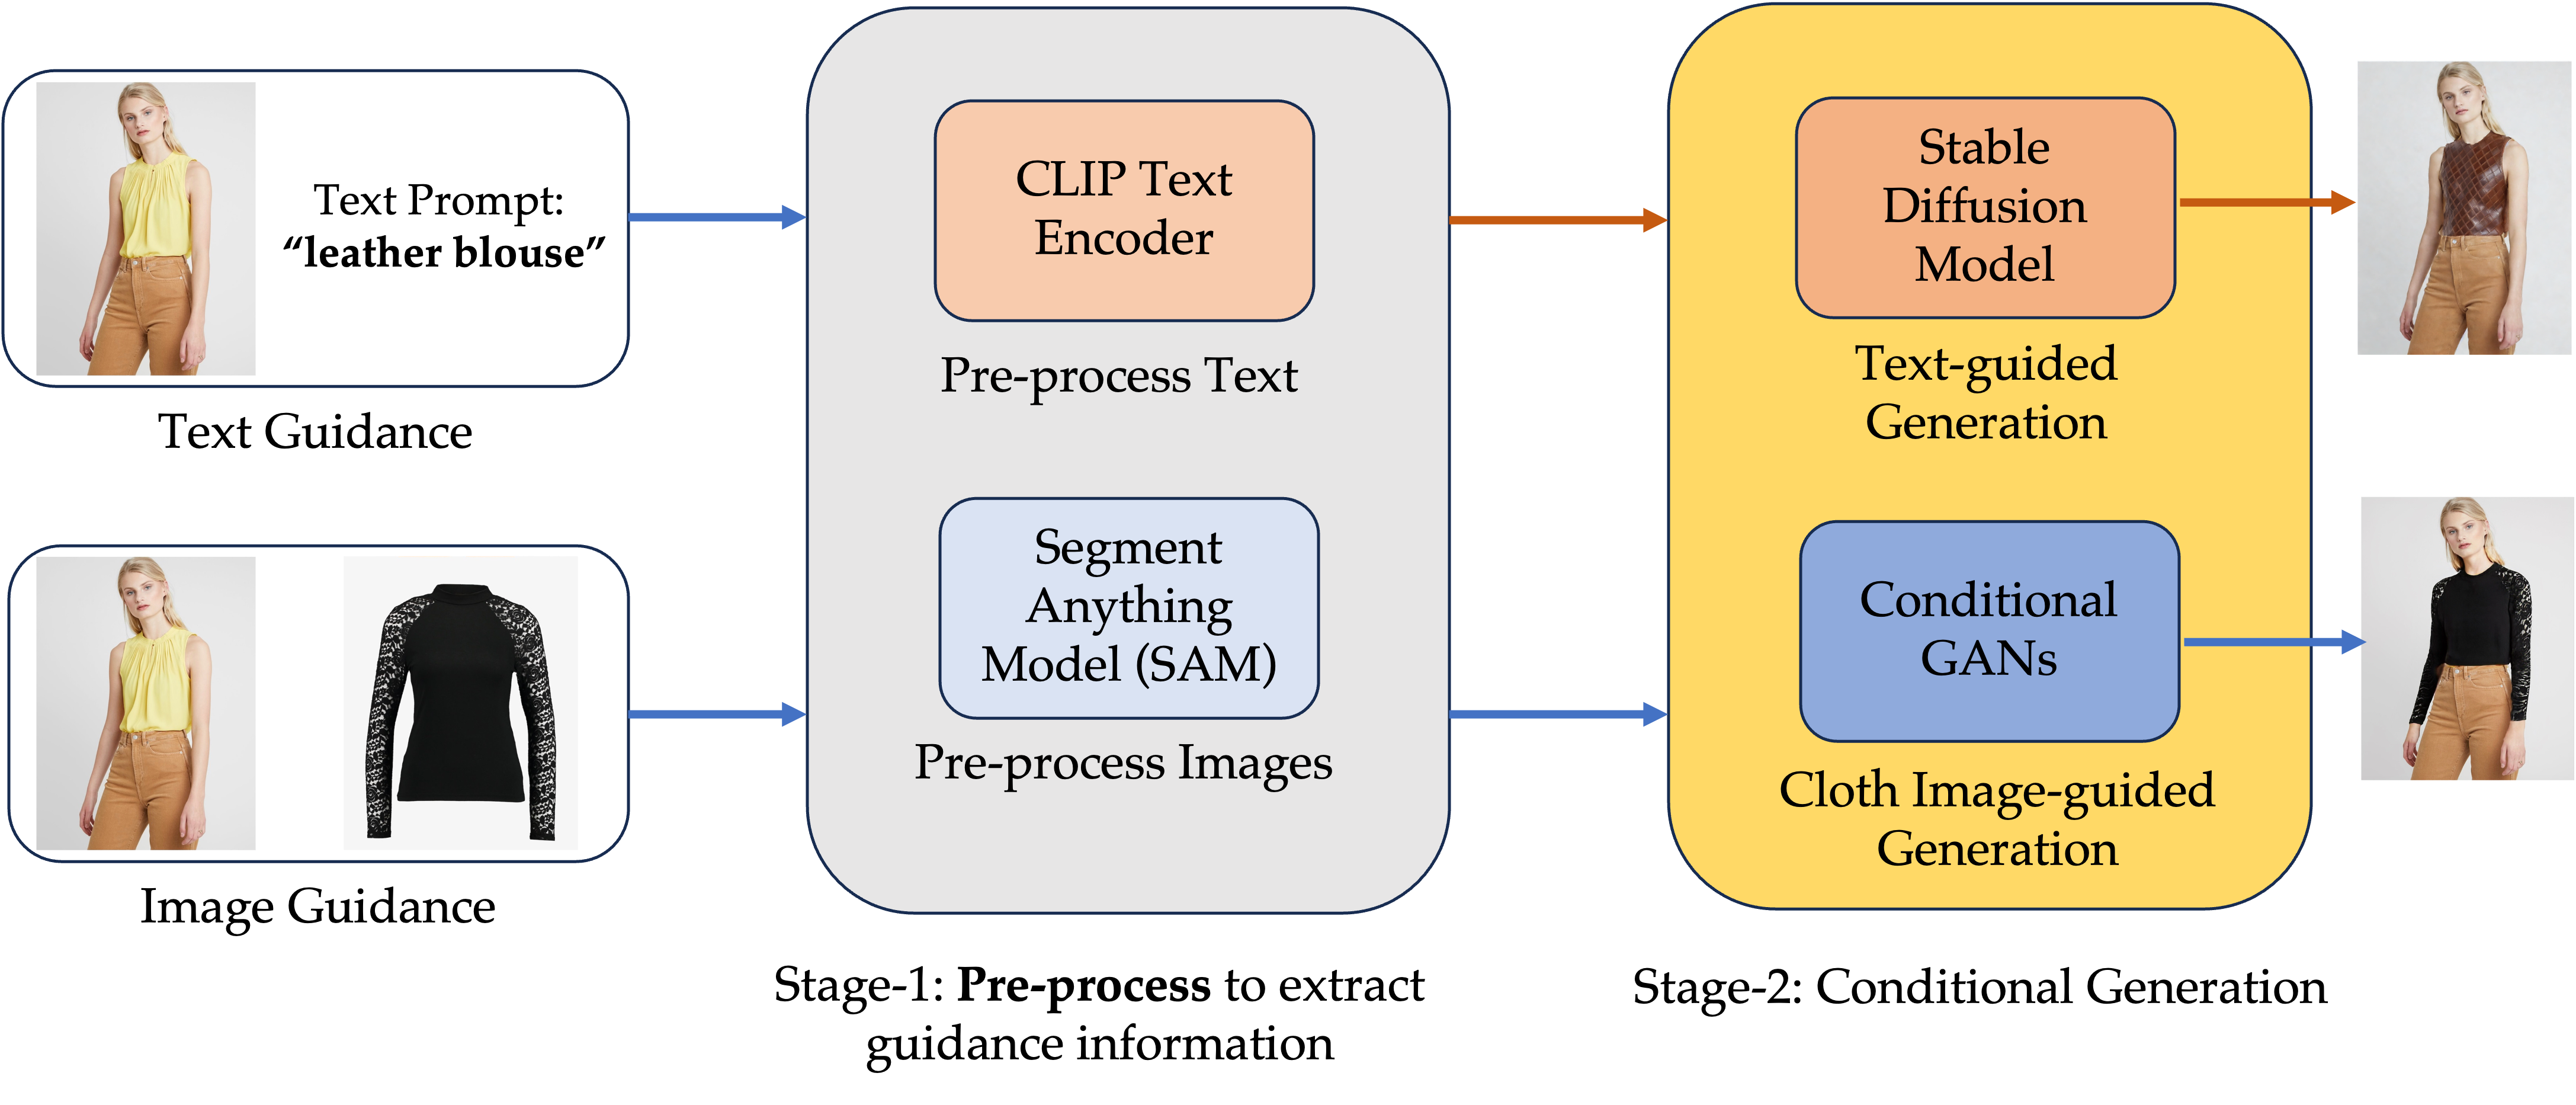 Text Prompt:
“leather blouse”
Text Guidance
Image Guidance
CLIP Text
Encoder
Pre-process Text
Segment
Anything
Model (SAM)
Pre-process Images
Stage-1: Pre-process to extract
guidance information
Stable
Diffusion
Model
Text-guided
Generation
Conditional
GANs
Cloth Image-guided
Generation
Stage-2: Conditional Generation